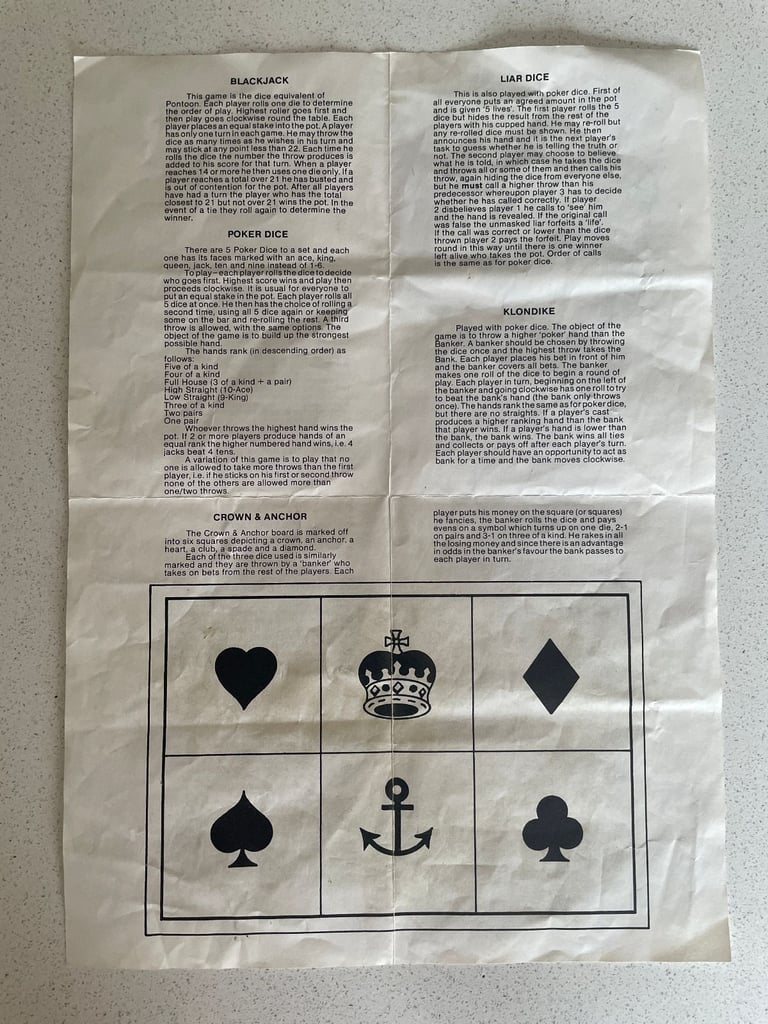 BLACKJACK
This game is the dice equivalent of
Pontoon. Each player rolls one die to determine
the order of play. Highest roller goes first and
then play goes clockwise round the table. Each
player places an equal stake into the pot. A player
has only one turn in each game. He may throw the
dice as many times as he wishes in his turn and
may stick at any point less than 22. Each time he
rolls the dice the number the throw produces is
added to his score for that turn. When a player
reaches 14 or more he then uses one die only. If a
player reaches a total over 21 he has busted and
is out of contention for the pot. After all players
have had a turn the player who has the total
closest to 21 but not over 21 wins the pot. In the
event of a tie they roll again to determine the
winner.
POKER DICE
There are 5 Poker Dice to a set and each
one has its faces marked with an ace, king,
queen, jack, ten and nine instead of 1-6.
To play—each player rolls the dice to decide
who goes first. Highest score wins and play then
proceeds clockwise. It is usual for everyone to
put an equal stake in the pot. Each player rolls all
5 dice at once. He then has the choice of rolling a
second time, using all 5 dice again or keeping
some on the bar and re-rolling the rest. A third
throw is allowed, with the same options. The
object of the game is to build up the strongest
possible hand.
The hands rank (in descending order) as
follows:
Five of a kind
Four of a kind
Full House (3 of a kind + a pair)
High Straight (10-Ace)
Low Straight (9-King)
Three of a kind
Two pairs
One pair
Whoever throws the highest hand wins the
pot. If 2 or more players produce hands of an
equal rank the higher numbered hand wins, i.e. 4
jacks beat 4 tens.
A variation of this game is to play that no
one is allowed to take more throws than the first
player, i.e. if he sticks on his first or second throw
none of the others are allowed more than
one/two throws.
LIAR DICE
This is also played with poker dice. First of
all everyone puts an agreed amount in the pot
and is given '5 lives'. The first player rolls the 5
dice but hides the result from the rest of the
players with his cupped hand. He may re-roll but
any re-rolled dice must be shown. He then
announces his hand and it is the next player's
task to guess whether he is telling the truth or
not. The second player may choose to believe
what he is told, in which case he takes the dice
and throws all or some of them and then calls his
throw, again hiding the dice from everyone else,
but he must call a higher throw than his
predecessor whereupon player 3 has to decide
whether he has called correctly. If player
2 disbelieves player 1 he calls to 'see' him
and the hand is revealed. If the original call
was false the unmasked liar forfeits a 'life'.
If the call was correct or lower than the dice
thrown player 2 pays the forfeit. Play moves
round in this way until there is one winner
left alive who takes the pot. Order of calls
is the same as for poker dice.
KLONDIKE
Played with poker dice. The object of the
game is to throw a higher 'poker' hand than the
Banker. A banker should be chosen by throwing
the dice once and the highest throw takes the
Bank. Each player places his bet in front of him
and the banker covers all bets. The banker
makes one roll of the dice to begin a round of
play. Each player in turn, beginning on the left of
the banker and going clockwise has one roll to try
to beat the bank's hand (the bank only throws
once). The hands rank the same as for poker dice,
but there are no straights. If a player's cast
produces a higher ranking hand than the bank
that player wins. If a player's hand is lower than
the bank, the bank wins. The bank wins all ties
and collects or pays off after each player's turn.
Each player should have an opportunity to act as
bank for a time and the bank moves clockwise.
CROWN & ANCHOR
The Crown & Anchor board is marked off
into six squares depicting a crown, an anchor, a
heart, a club, a spade and a diamond.
Each of the three dice used is similarly
marked and they are thrown by a 'banker' who
takes on bets from the rest of the players. Each
player puts his money on the square (or squares)
he fancies, the banker rolls the dice and pays
evens on a symbol which turns up on one die, 2-1
on pairs and 3-1 on three of a kind. He rakes in all
the losing money and since there is an advantage
in odds in the banker's favour the bank passes to
each player in turn.